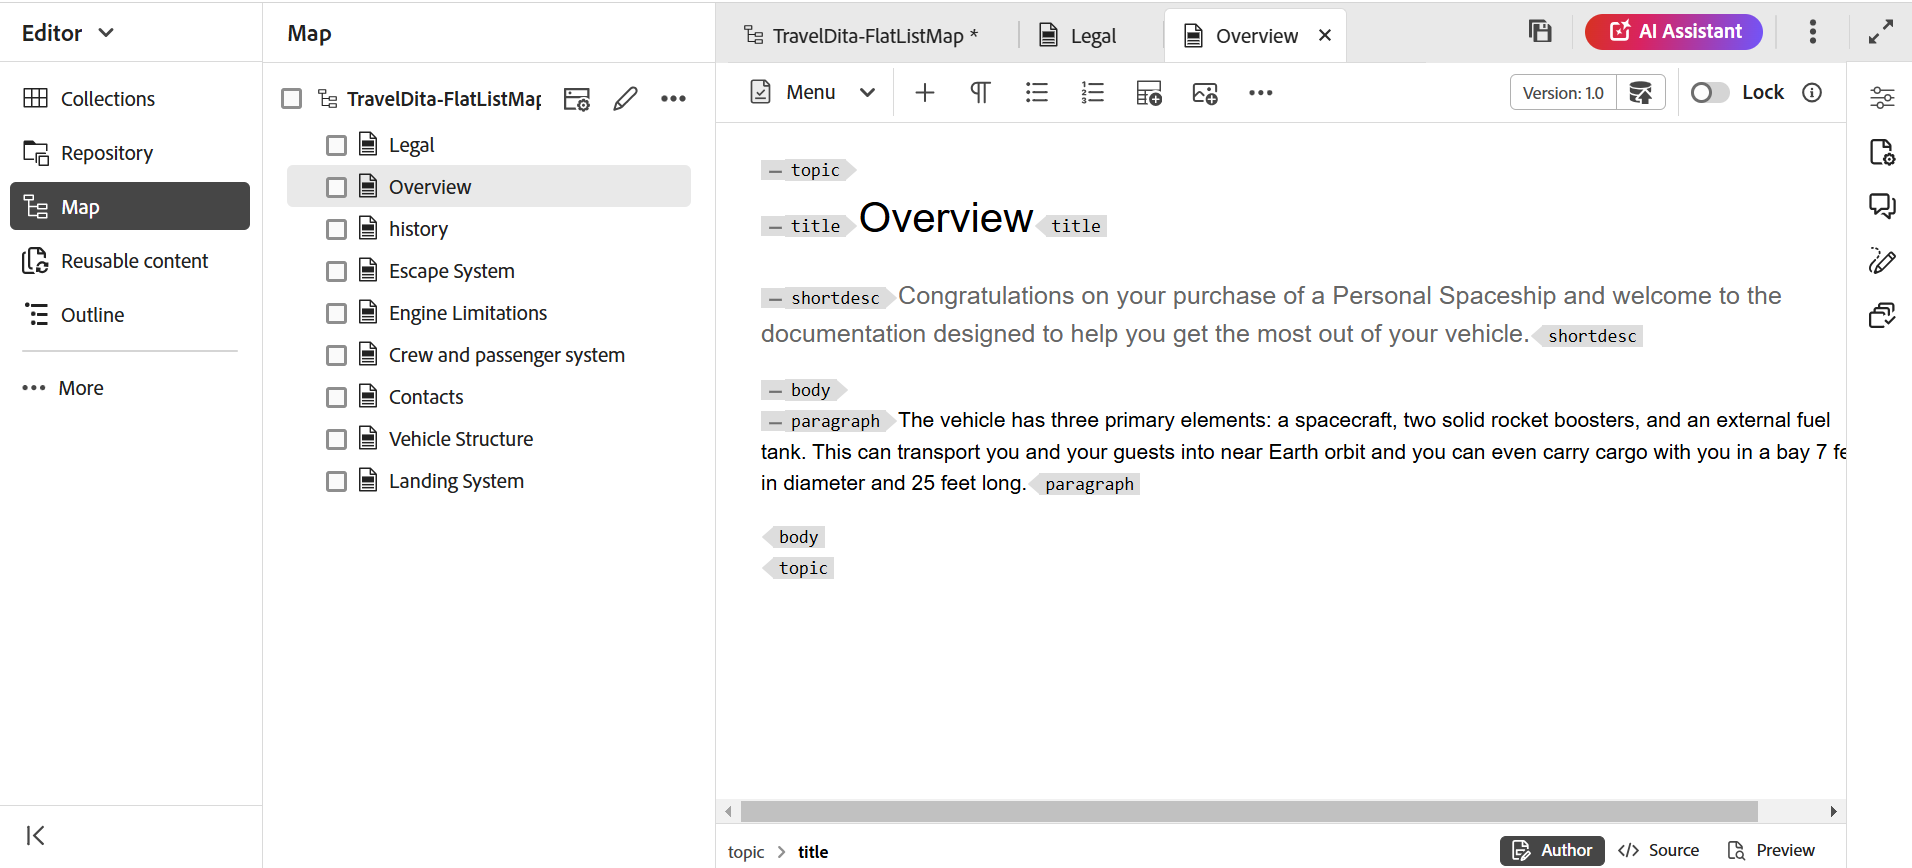 Editor
Collections
Repository
Map
Reusable content
Outline
More
Map
TravelDita-FlatListMap
Legal
Overview
history
Escape System
Engine Limitations
Crew and passenger system
Contacts
Vehicle Structure
Landing System
TravelDita-FlatListMap *
Legal
Overview
AI Assistant
Menu
Version: 1.0
Lock
topic
title Overview title
shortdesc Congratulations on your purchase of a Personal Spaceship and welcome to the
documentation designed to help you get the most out of your vehicle. shortdesc
body
paragraph The vehicle has three primary elements: a spacecraft, two solid rocket boosters, and an external fuel
tank. This can transport you and your guests into near Earth orbit and you can even carry cargo with you in a bay 7 fe
in diameter and 25 feet long. paragraph
body
topic
topic > title
Author
</> Source
Preview